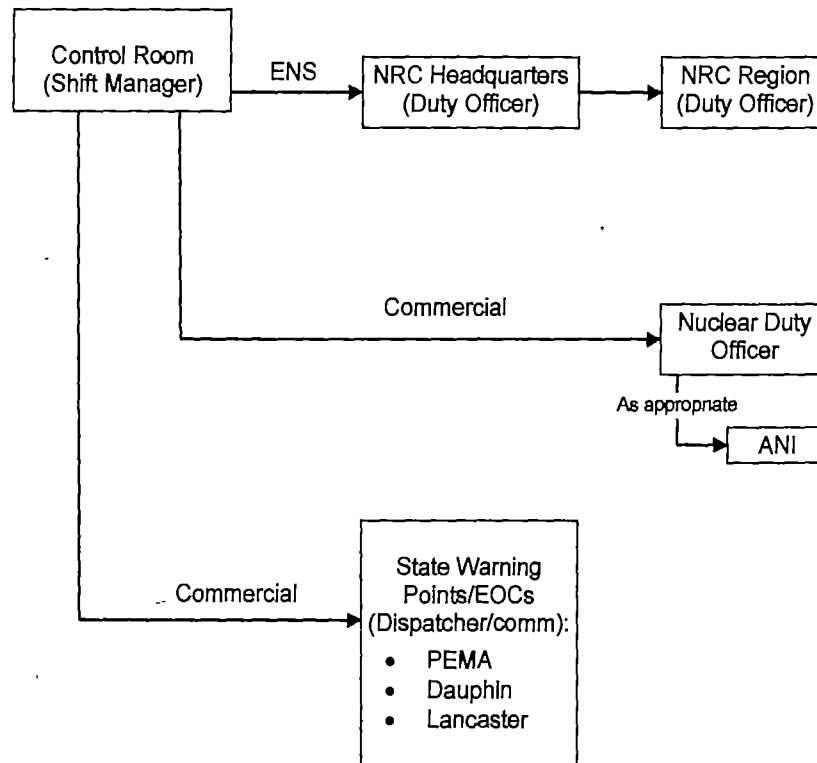 Control Room
(Shift Manager)
ENS
NRC Headquarters
(Duty Officer)
NRC Region
(Duty Officer)
Commercial
Nuclear Duty
Officer
As appropriate
ANI
Commercial
State Warning
Points/EOCs
(Dispatcher/comm):
• PEMA
• Dauphin
• Lancaster